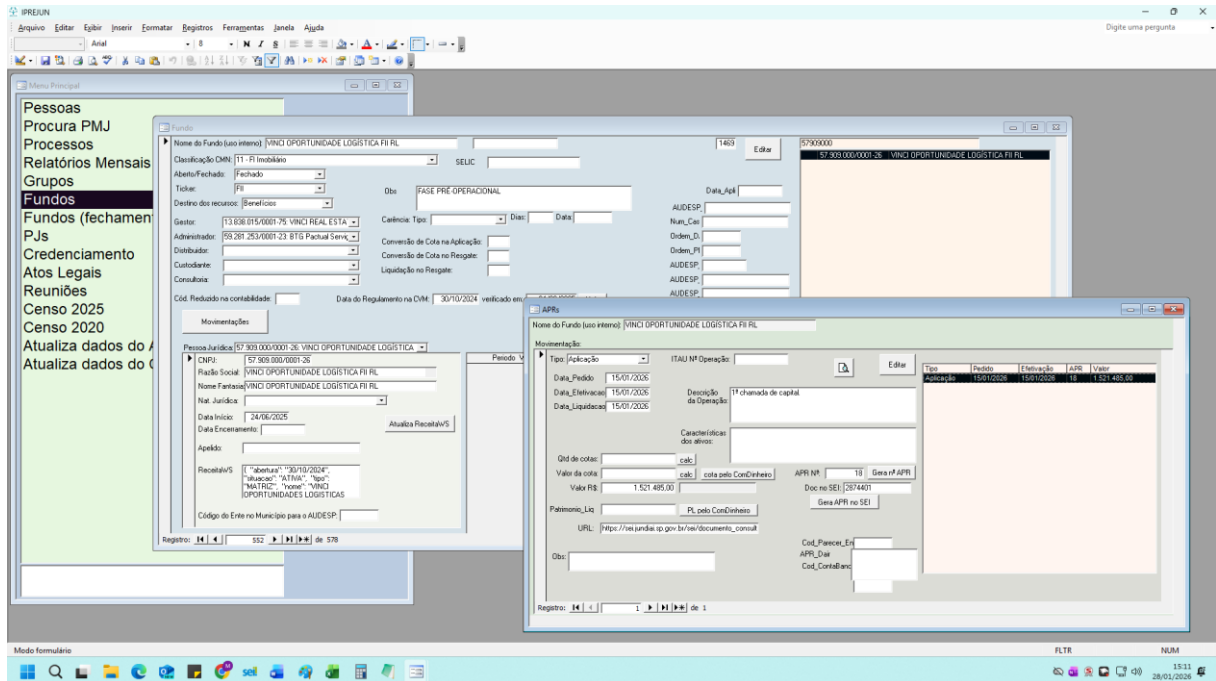 IPREJUN
Arquivo Editar Exibir Inserir Formatar Registros Ferramentas Janela Ajuda
Digite uma pergunta
Arial 8 N I S
Menu Principal
Pessoas
Procura PMJ
Processos
Relatórios Mensais
Grupos
Fundos
Fundos (fechamen
PJs
Credenciamento
Atos Legais
Reuniões
Censo 2025
Censo 2020
Atualiza dados do
Atualiza dados do
Fundo
Nome do Fundo (uso interno): VINCI OPORTUNIDADE LOGÍSTICA FII RL
1469
Editar
57909000
57.909.000/0001-26 VINCI OPORTUNIDADE LOGÍSTICA FII RL
Classificação CMN: 11 - FI Imobiliário
SELIC
Aberto/Fechado: Fechado
Ticker: FII
Obs FASE PRÉ-OPERACIONAL
Data_Apli
Destino dos recursos: Benefícios
AUDESP_
Gestor: 13.838.015/0001-75: VINCI REAL ESTA
Carência: Tipo: Dias: Data:
Num_Cas
Administrador: 59.281.253/0001-23: BTG Pactual Serviç
Conversão de Cota na Aplicação:
Ordem_D.
Distribuidor:
Conversão de Cota no Resgate:
Ordem_Pl
Custodiante:
Liquidação no Resgate:
AUDESP_
Consultoria:
AUDESP_
Cód. Reduzido na contabilidade:
Data do Regulamento na CVM: 30/10/2024 verificado em:
AUDESP_
Movimentações
Pessoa Jurídica: 57.909.000/0001-26: VINCI OPORTUNIDADE LOGÍSTICA
CNPJ: 57.909.000/0001-26
Periodo V
Razão Social: VINCI OPORTUNIDADE LOGÍSTICA FII RL
Nome Fantasia VINCI OPORTUNIDADE LOGÍSTICA FII RL
Nat. Jurídica:
Data Início: 24/06/2025
Data Encerramento:
Atualiza ReceitaWS
Apelido:
ReceitaWS { "abertura": "30/10/2024",
"situacao": "ATIVA", "tipo":
"MATRIZ", "nome": "VINCI
OPORTUNIDADES LOGISTICAS
Código do Ente no Município para o AUDESP:
Registro: 552 de 578
APRs
Nome do Fundo (uso interno): VINCI OPORTUNIDADE LOGÍSTICA FII RL
Movimentação:
Tipo: Aplicação
ITAU Nº Operação:
Editar
Tipo Pedido Efetivação APR Valor
Aplicação 15/01/2026 15/01/2026 18 1.521.485,00
Data_Pedido 15/01/2026
Data_Efetivacao 15/01/2026
Descrição da Operação: 1ª chamada de capital.
Data_Liquidacao 15/01/2026
Características dos ativos:
Qtd de cotas: calc
Valor da cota: calc cota pelo ComDinheiro
APR Nº: 18 Gera nº APR
Valor R$: 1.521.485,00
Doc no SEI: 2874401
Gera APR no SEI
Patrimonio_Liq PL pelo ComDinheiro
URL: https://sei.jundiai.sp.gov.br/sei/documento_consult
Cod_Parecer_En
Obs:
APR_Dair
Cod_ContaBanc
Registro: 1 de 1
Modo formulário
FLTR
NUM
sei!
15:11
28/01/2026